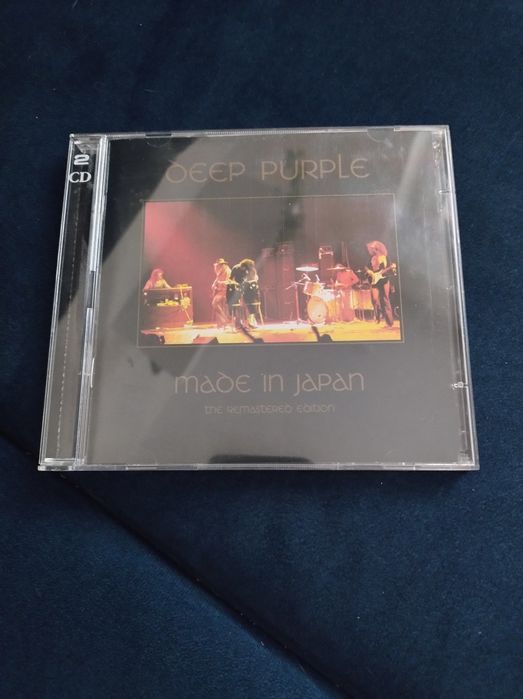 2
CD
DEEP PURPLE
MADE IN JAPAN
THE REMASTERED EDITION